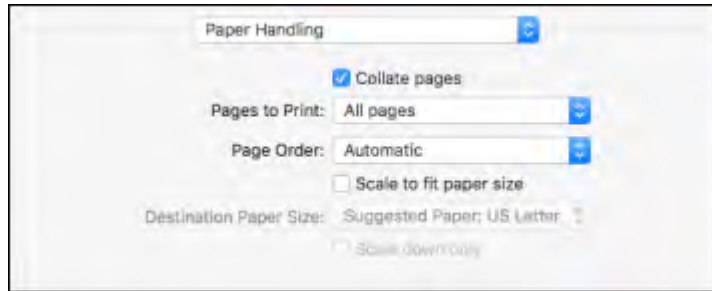 Paper Handling
Collate pages
Pages to Print: All pages
Page Order: Automatic
Scale to fit paper size
Destination Paper Size: Suggested Paper: US Letter
Scale down only